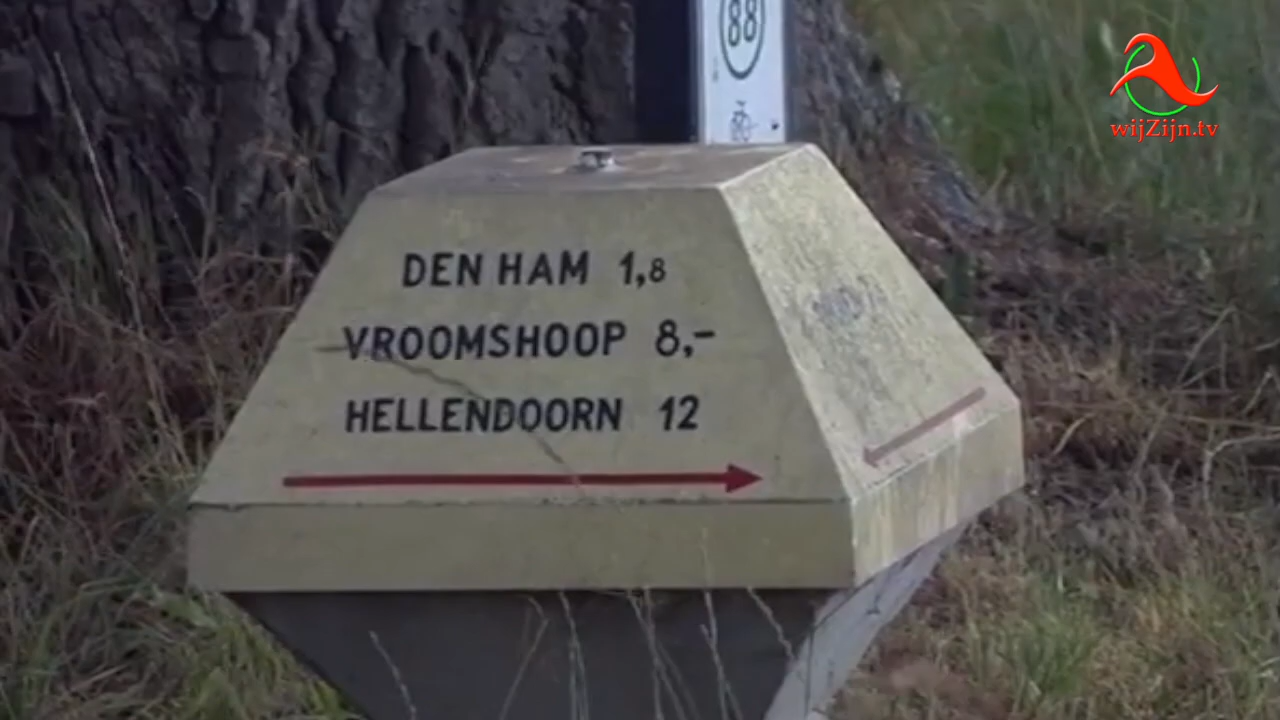 88
wijZijn.tv
DEN HAM 1,8
VROOMSHOOP 8,-
HELLENDOORN 12